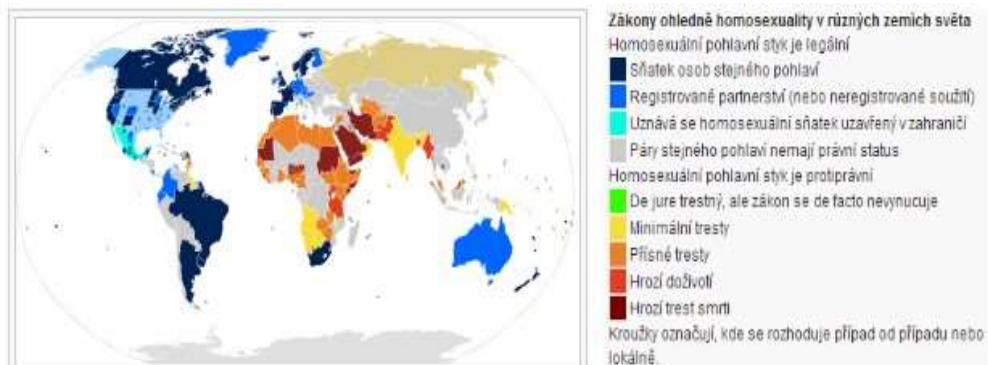 Zákony ohledně homosexuality v různých zemích světa
Homosexuální pohlavní styk je legální
Sňatek osob stejného pohlaví
Registrované partnerství (nebo neregistrované soužití)
Uznává se homosexuální sňatek uzavřený v zahraničí
Páry stejného pohlaví nemají právní status
Homosexuální pohlavní styk je protiprávní
De jure trestný, ale zákon se de facto nevynucuje
Minimální tresty
Přísné tresty
Hrozí doživotí
Hrozí trest smrti
Kroužky označují, kde se rozhoduje případ od případu nebo
lokálně.